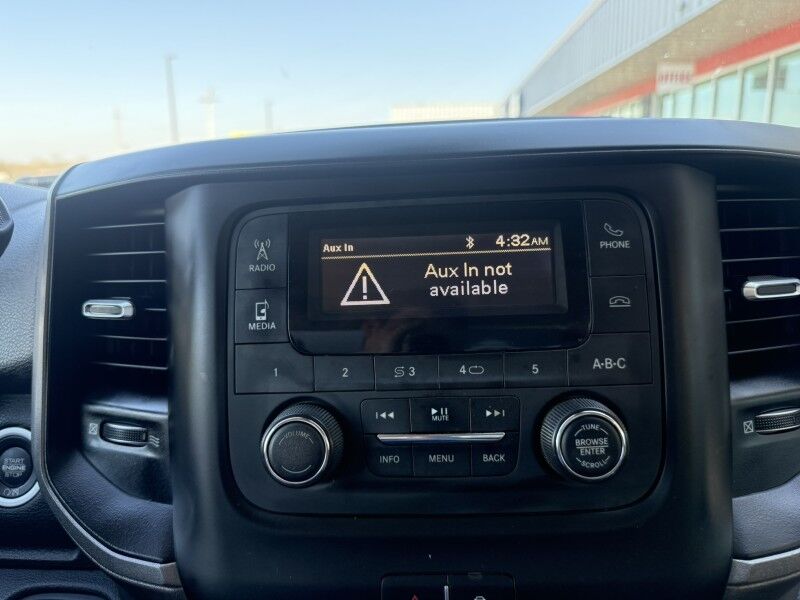 OFFICE
Aux In 4:32AM
Aux In not
available
RADIO
PHONE
MEDIA
1 2 3 4 5 A•B•C
VOLUME
MUTE
TUNE
BROWSE
ENTER
SCROLL
INFO MENU BACK
START
ENGINE
STOP